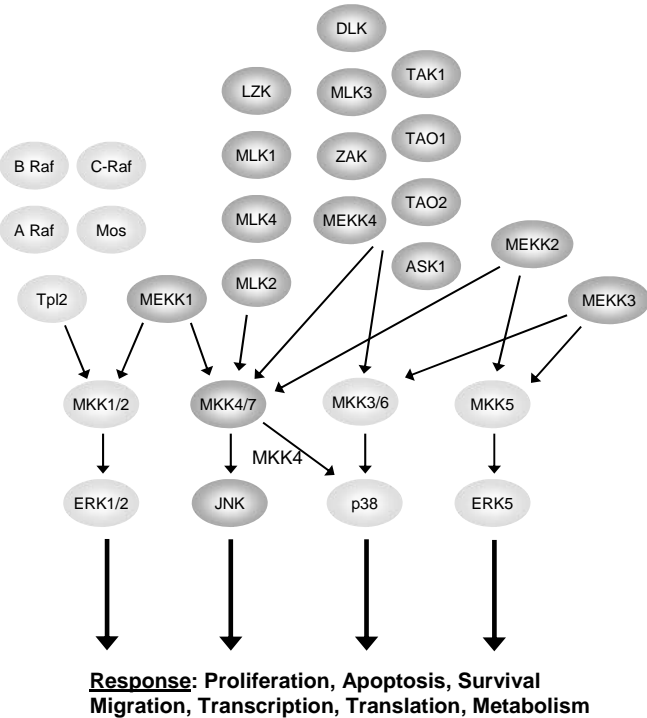 DLK
TAK1
LZK
MLK3
TAO1
B Raf
C-Raf
MLK1
ZAK
TAO2
A Raf
Mos
MLK4
MEKK4
MEKK2
ASK1
Tpl2
MEKK1
MLK2
MEKK3
MKK1/2
MKK4/7
MKK3/6
MKK5
MKK4
ERK1/2
JNK
p38
ERK5
Response: Proliferation, Apoptosis, Survival
Migration, Transcription, Translation, Metabolism